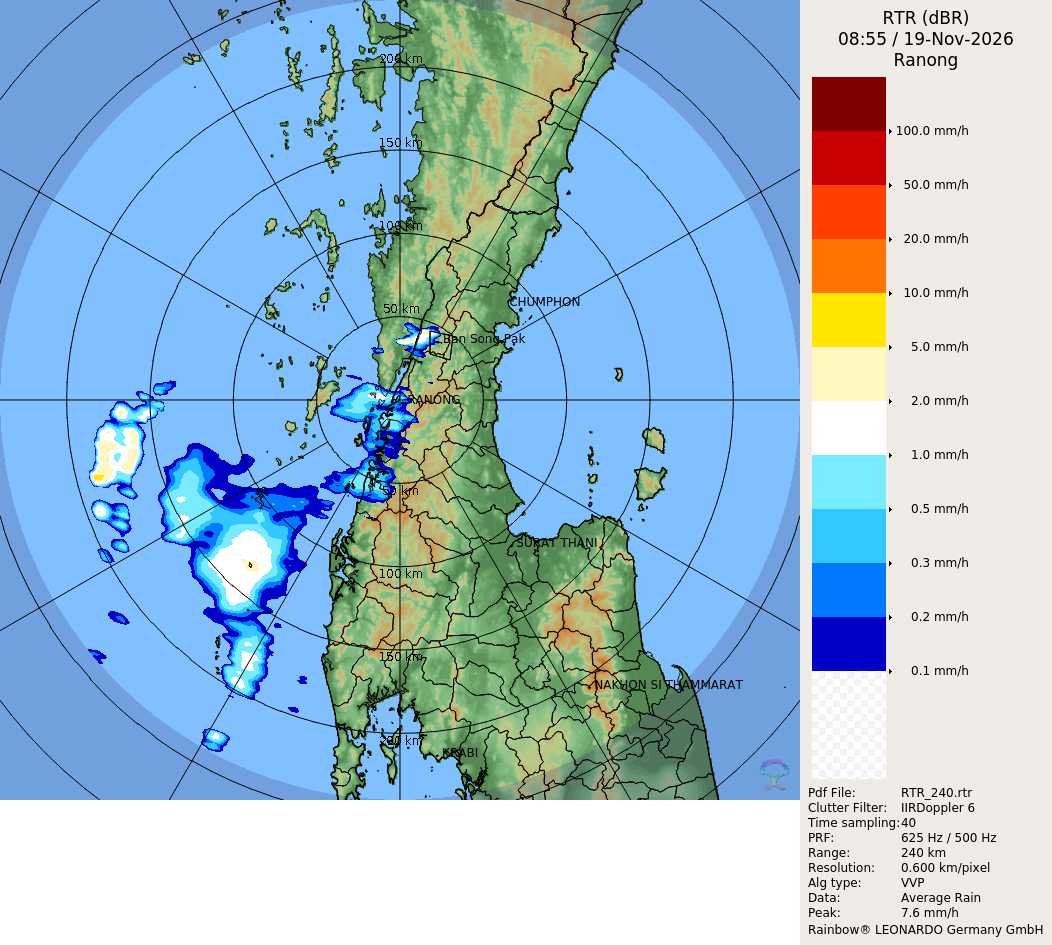 200 km
150 km
100 km
50 km
CHUMPHON
Ban Song Pak
RANONG
50 km
SURAT THANI
100 km
150 km
NAKHON SI THAMMARAT
200 km
KRABI
RTR (dBR)
08:55 / 19-Nov-2026
Ranong
100.0 mm/h
50.0 mm/h
20.0 mm/h
10.0 mm/h
5.0 mm/h
2.0 mm/h
1.0 mm/h
0.5 mm/h
0.3 mm/h
0.2 mm/h
0.1 mm/h
Pdf File: RTR_240.rtr
Clutter Filter: IIRDoppler 6
Time sampling: 40
PRF: 625 Hz / 500 Hz
Range: 240 km
Resolution: 0.600 km/pixel
Alg type: VVP
Data: Average Rain
Peak: 7.6 mm/h
Rainbow® LEONARDO Germany GmbH